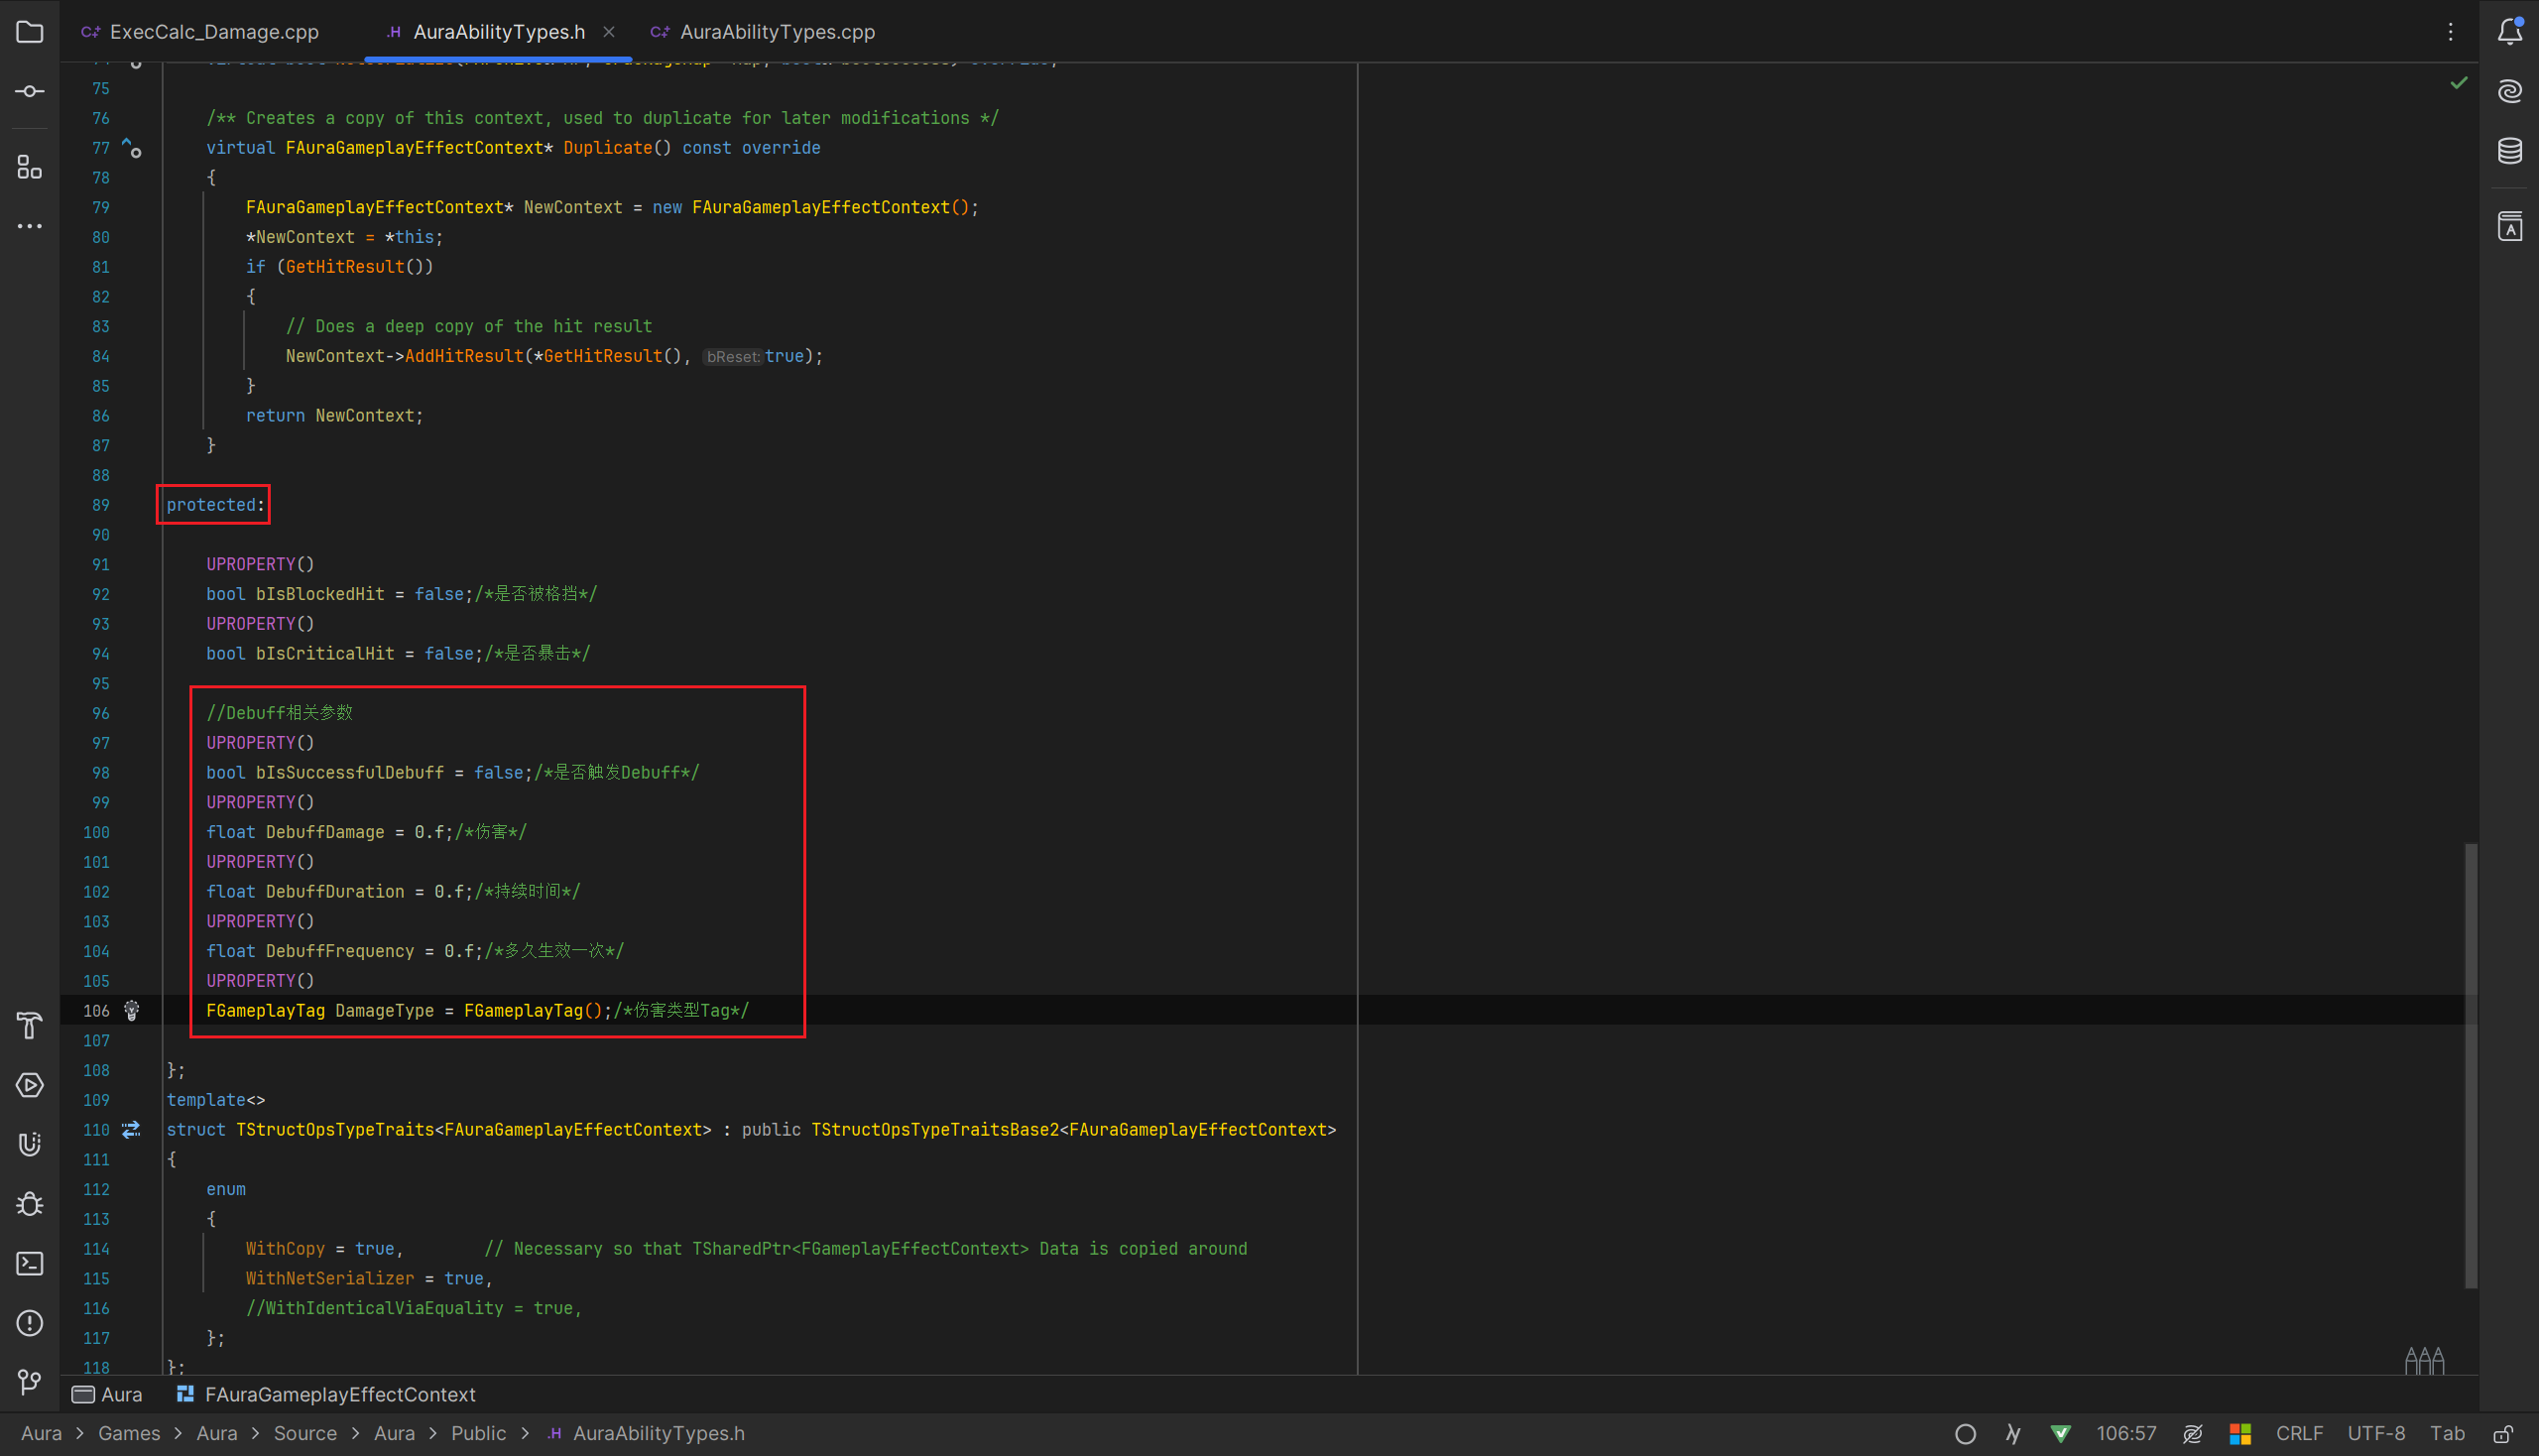 ExecCalc_Damage.cpp
AuraAbilityTypes.h
AuraAbilityTypes.cpp
75
76 /** Creates a copy of this context, used to duplicate for later modifications */
77 virtual FAuraGameplayEffectContext* Duplicate() const override
78 {
79 FAuraGameplayEffectContext* NewContext = new FAuraGameplayEffectContext();
80 *NewContext = *this;
81 if (GetHitResult())
82 {
83 // Does a deep copy of the hit result
84 NewContext->AddHitResult(*GetHitResult(), bReset: true);
85 }
86 return NewContext;
87 }
88
89 protected:
90
91 UPROPERTY()
92 bool bIsBlockedHit = false;/*是否被格挡*/
93 UPROPERTY()
94 bool bIsCriticalHit = false;/*是否暴击*/
95
96 //Debuff相关参数
97 UPROPERTY()
98 bool bIsSuccessfulDebuff = false;/*是否触发Debuff*/
99 UPROPERTY()
100 float DebuffDamage = 0.f;/*伤害*/
101 UPROPERTY()
102 float DebuffDuration = 0.f;/*持续时间*/
103 UPROPERTY()
104 float DebuffFrequency = 0.f;/*多久生效一次*/
105 UPROPERTY()
106 FGameplayTag DamageType = FGameplayTag();/*伤害类型Tag*/
107
108 };
109 template<>
110 struct TStructOpsTypeTraits<FAuraGameplayEffectContext> : public TStructOpsTypeTraitsBase2<FAuraGameplayEffectContext>
111 {
112 enum
113 {
114 WithCopy = true, // Necessary so that TSharedPtr<FGameplayEffectContext> Data is copied around
115 WithNetSerializer = true,
116 //WithIdenticalViaEquality = true,
117 };
118 };
Aura FAuraGameplayEffectContext
Aura > Games > Aura > Source > Aura > Public > .H AuraAbilityTypes.h
106:57 CRLF UTF-8 Tab